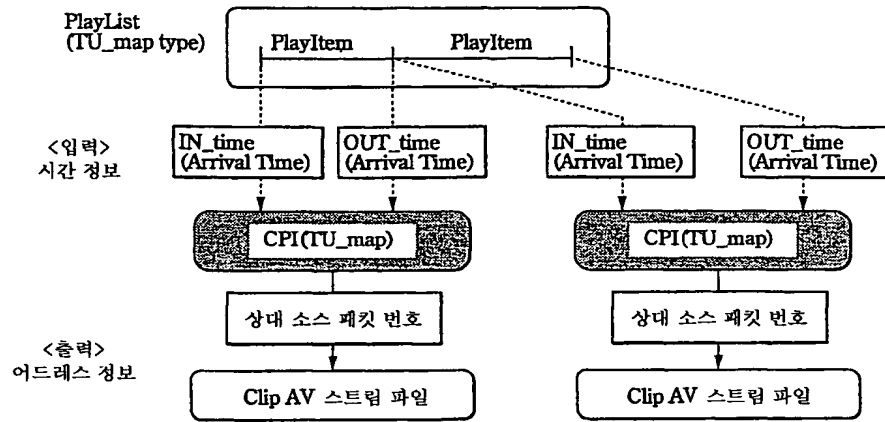 PlayList
(TU_map type)
PlayItem
PlayItem
<입력>
시간 정보
IN_time
(Arrival Time)
OUT_time
(Arrival Time)
IN_time
(Arrival Time)
OUT_time
(Arrival Time)
CPI(TU_map)
CPI(TU_map)
상대 소스 패킷 번호
상대 소스 패킷 번호
<출력>
어드레스 정보
Clip AV 스트림 파일
Clip AV 스트림 파일